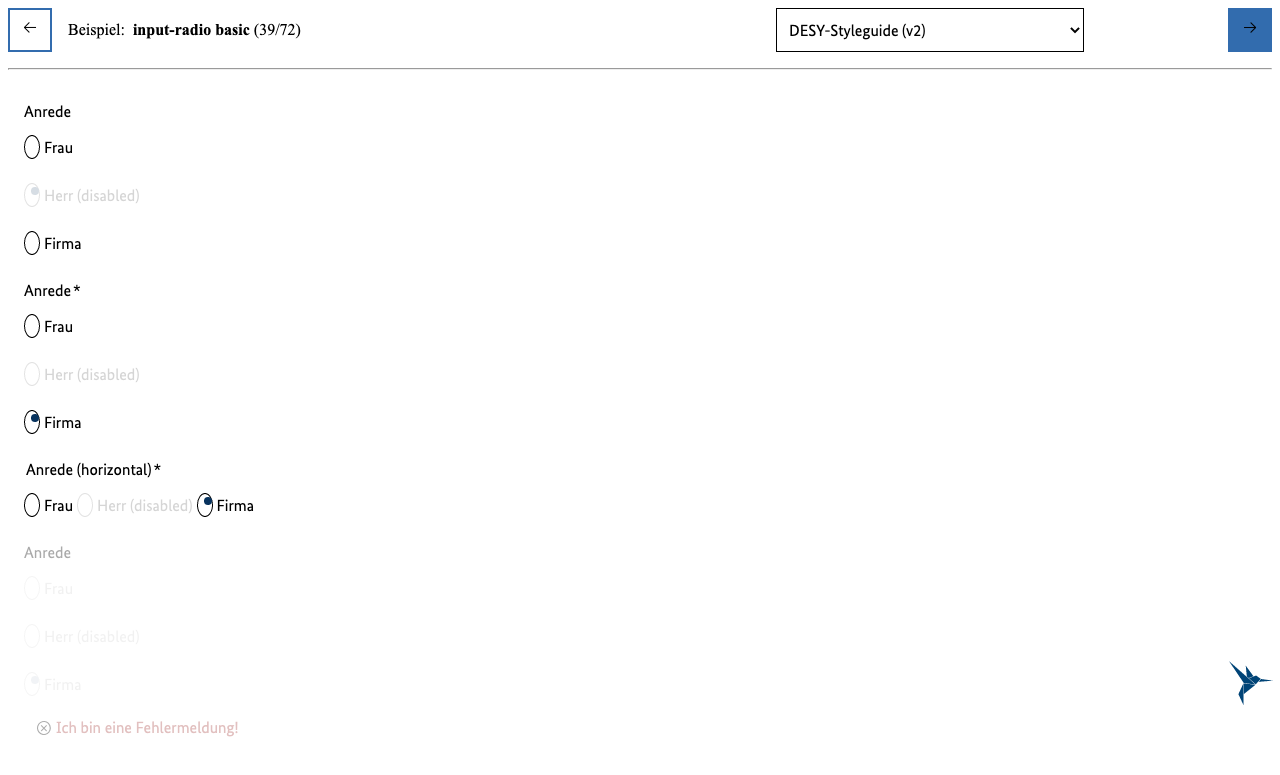 Beispiel: input-radio basic (39/72)
DESY-Styleguide (v2)
Anrede
Frau
Herr (disabled)
Firma
Anrede*
Frau
Herr (disabled)
Firma
Anrede (horizontal)*
Frau Herr (disabled) Firma
Anrede
Frau
Herr (disabled)
Firma
Ich bin eine Fehlermeldung!